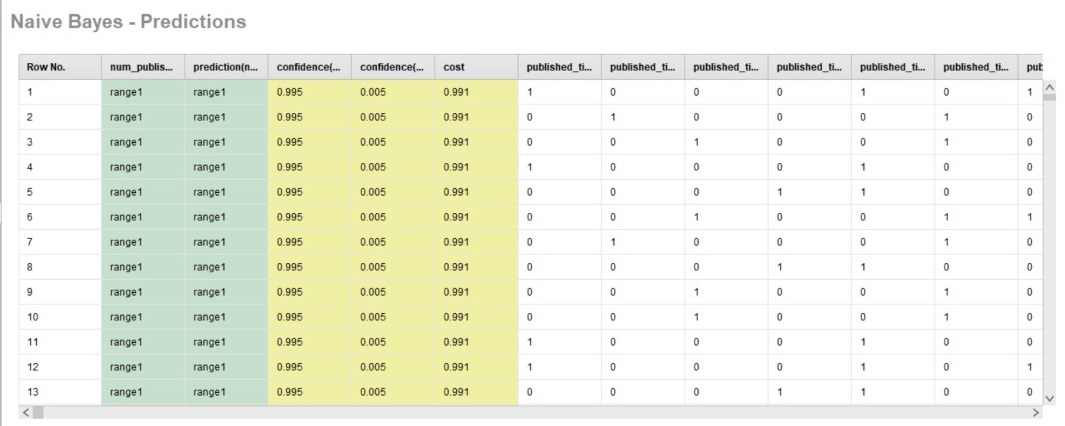 Naive Bayes - Predictions
Row No. num_publis... prediction(n... confidence(... confidence(... cost published_ti... published_ti... published_ti... published_ti... published_ti... published_ti... pub
1 range1 range1 0.995 0.005 0.991 1 0 0 0 1 0 1
2 range1 range1 0.995 0.005 0.991 0 1 0 0 0 1 0
3 range1 range1 0.995 0.005 0.991 0 0 1 0 0 1 0
4 range1 range1 0.995 0.005 0.991 1 0 0 0 1 0 0
5 range1 range1 0.995 0.005 0.991 0 0 0 1 1 0 0
6 range1 range1 0.995 0.005 0.991 0 0 1 0 0 1 1
7 range1 range1 0.995 0.005 0.991 0 1 0 0 0 1 0
8 range1 range1 0.995 0.005 0.991 0 0 0 1 1 0 0
9 range1 range1 0.995 0.005 0.991 0 0 1 0 0 1 0
10 range1 range1 0.995 0.005 0.991 0 0 1 0 0 1 0
11 range1 range1 0.995 0.005 0.991 1 0 0 0 1 0 0
12 range1 range1 0.995 0.005 0.991 1 0 0 0 1 0 1
13 range1 range1 0.995 0.005 0.991 0 0 0 1 1 0 0